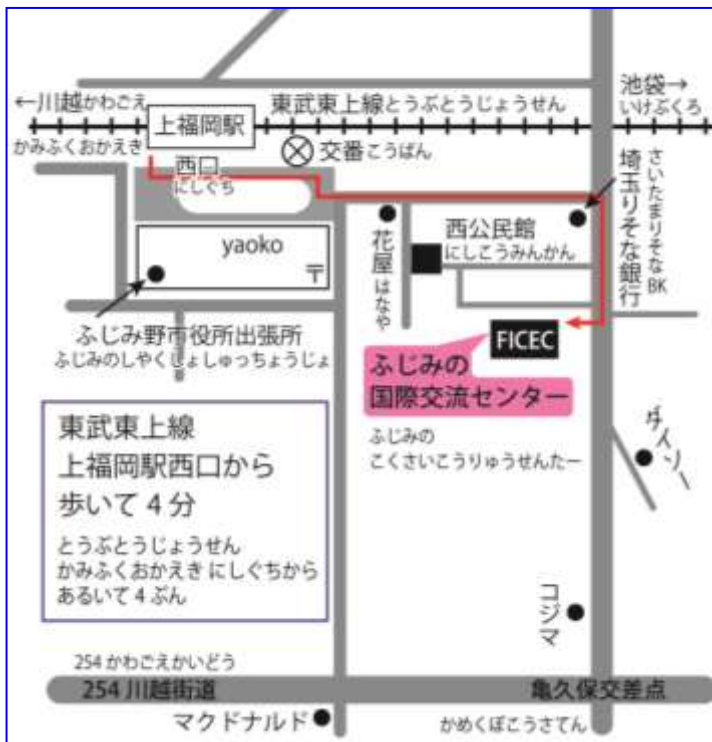 ←川越かわごえ
東武東上線とうぶとうじょうせん
池袋→
いけぶくろ
上福岡駅
かみふくおかえき
交番こうばん
西口
にしぐち
埼玉りそな銀行
さいたまりそなBK
花屋はなや
西公民館
にしこうみんかん
yaoko
〒
ふじみ野市役所出張所
ふじみのしやくしょしゅっちょうじょ
FICEC
ふじみの
国際交流センター
ふじみの
こくさいこうりゅうせんたー
ダイソー
東武東上線
上福岡駅西口から
歩いて4分
とうぶとうじょうせん
かみふくおかえき にしぐちから
あるいて4ぷん
コジマ
254かわごえかいどう
254川越街道
亀久保交差点
マクドナルド
かめくぼこうさてん